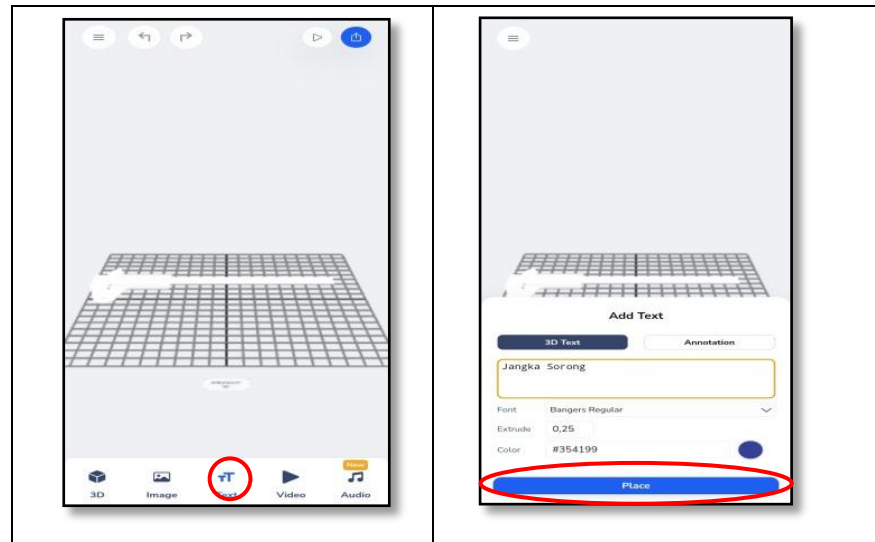 3D Image Text Video Audio
New
Add Text
3D Text Annotation
Jangka Sorong
Font Bangers Regular
Extrude 0,25
Color #354199
Place